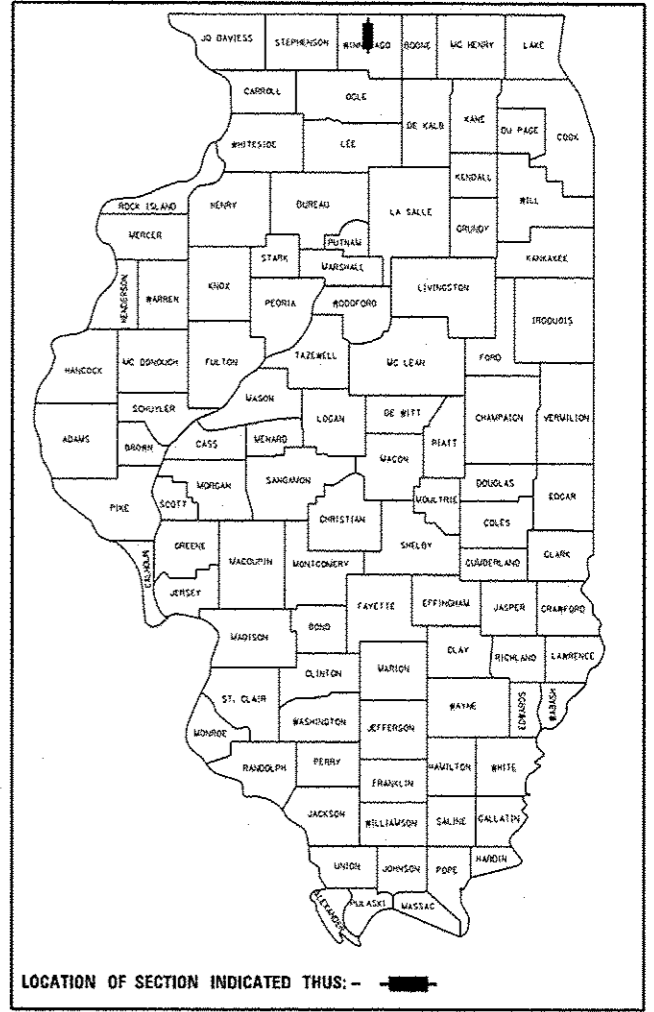 JO DAVIESS STEPHENSON WINNEBAGO BOONE MC HENRY LAKE
CARROLL OGLE
DE KALB KANE DU PAGE COOK
WHITESIDE LEE
KENDALL WILL
ROCK ISLAND HENRY BUREAU LA SALLE
MERCER PUTNAM GRUNDY
STARK MARSHALL KANKAKEE
HENDERSON WARREN KNOX PEORIA WOODFORD LIVINGSTON
IROQUOIS
HANCOCK MC DONOUGH FULTON TAZEWELL MC LEAN FORD
MASON
SCHUYLER LOGAN DE WITT CHAMPAIGN VERMILION
ADAMS BROWN CASS MENARD PIATT
MACON
PIKE SCOTT MORGAN SANGAMON MOULTRIE DOUGLAS EDGAR
CHRISTIAN COLES
CALHOUN GREENE MACOUPIN MONTGOMERY SHELBY CUMBERLAND CLARK
JERSEY
FAYETTE EFFINGHAM JASPER CRAWFORD
MADISON BOND
CLAY RICHLAND LAWRENCE
CLINTON MARION
ST. CLAIR WAYNE EDWARDS WABASH
WASHINGTON JEFFERSON
MONROE
RANDOLPH PERRY HAMILTON WHITE
FRANKLIN
JACKSON WILLIAMSON SALINE GALLATIN
UNION JOHNSON POPE HARDIN
ALEXANDER PULASKI MASSAC
LOCATION OF SECTION INDICATED THUS: -